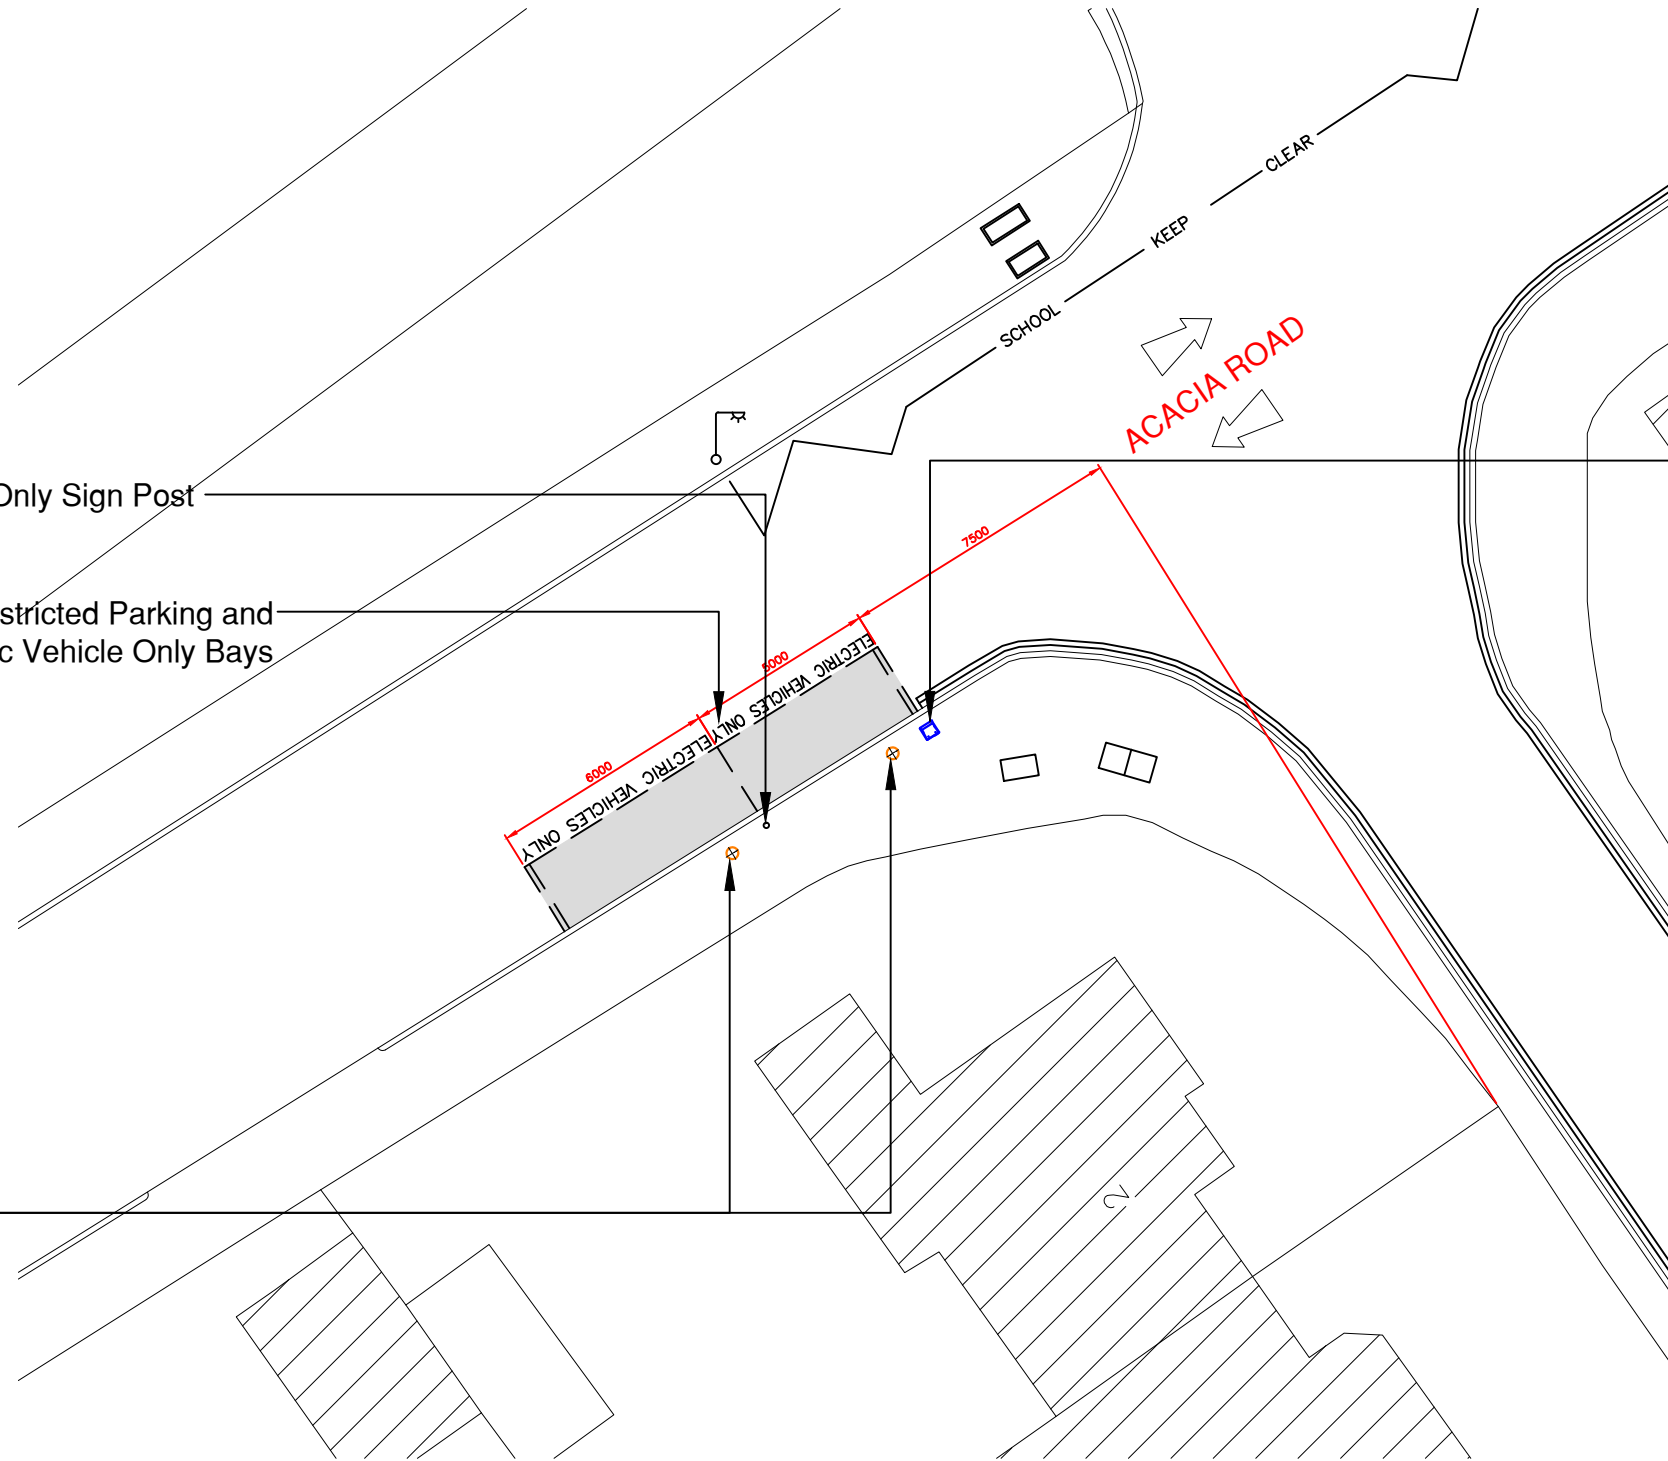 CLEAR
KEEP
SCHOOL
ACACIA ROAD
Only Sign Post
7500
stricted Parking and
c Vehicle Only Bays
5000
ELECTRIC VEHICLES ONLY
6000
ELECTRIC VEHICLES ONLY
2